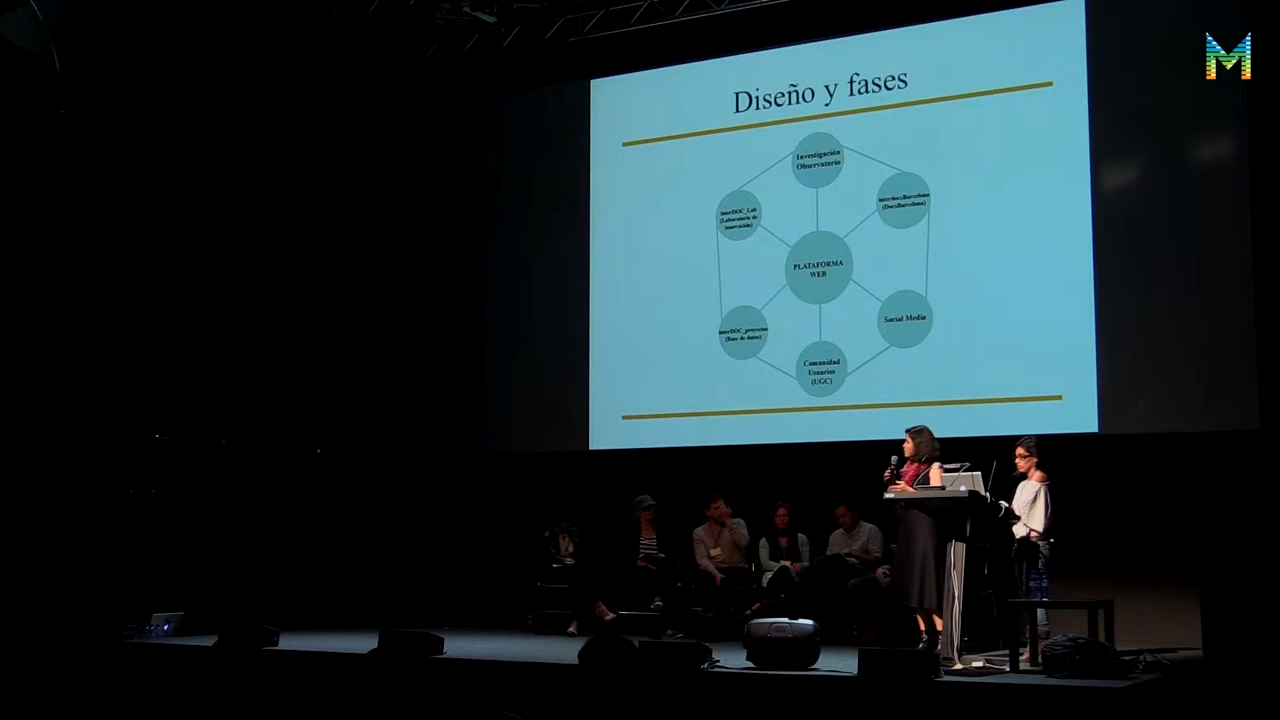 Diseño y fases
Investigación
Observatorio
interDOC_Lab
(Laboratorio de
innovación)
interdocsBarcelona
(DocsBarcelona)
PLATAFORMA
WEB
interDOC_proyectos
(Base de datos)
Social Media
Comunidad
Usuarios
(UGC)
M